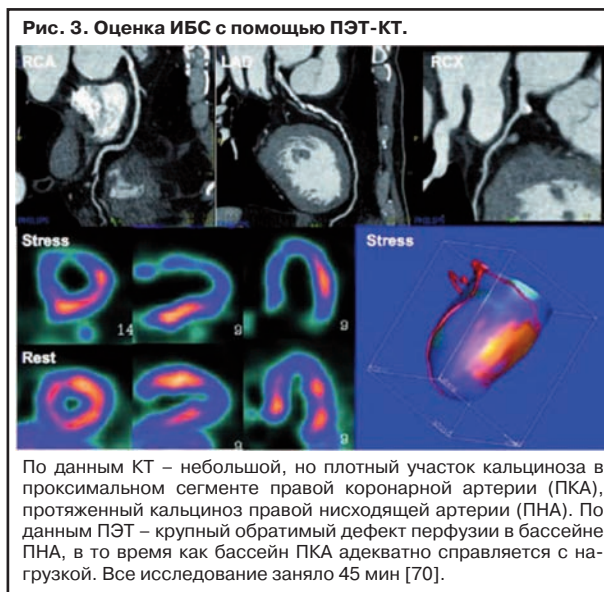 Рис. 3. Оценка ИБС с помощью ПЭТ-КТ.
RCA
LAD
RCX
PHILIPS
Stress
14
9
9
Rest
9
9
Stress
По данным КТ – небольшой, но плотный участок кальциноза в
проксимальном сегменте правой коронарной артерии (ПКА),
протяженный кальциноз правой нисходящей артерии (ПНА). По
данным ПЭТ – крупный обратимый дефект перфузии в бассейне
ПНА, в то время как бассейн ПКА адекватно справляется с на-
грузкой. Все исследование заняло 45 мин [70].